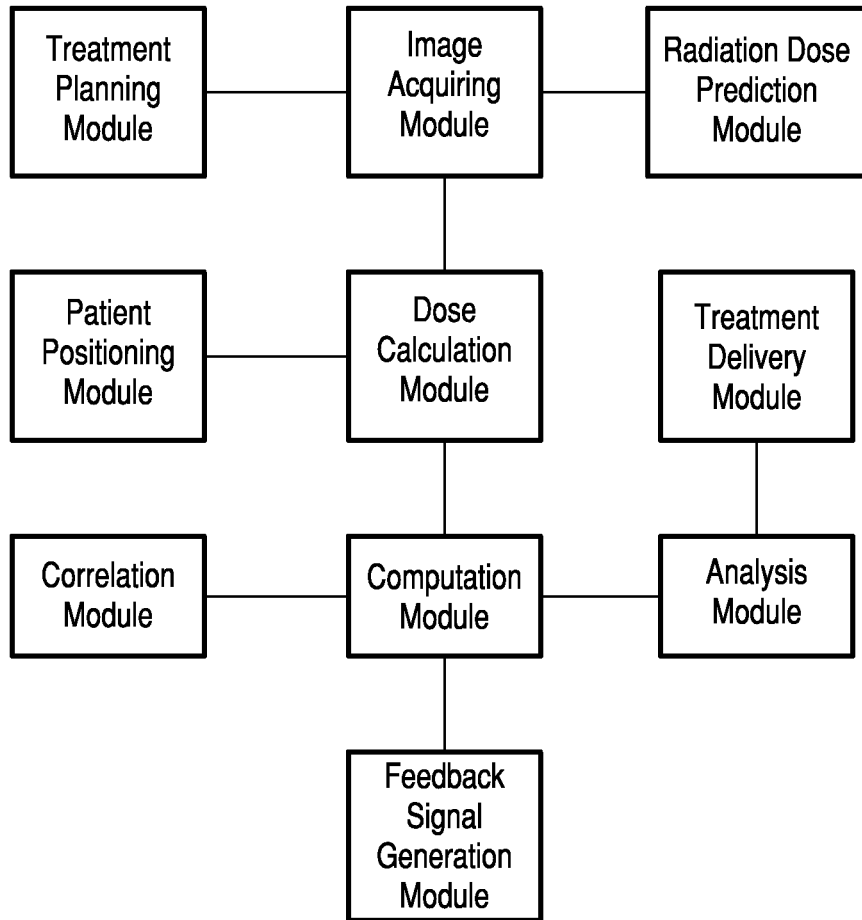 Treatment
Planning
Module
Image
Acquiring
Module
Radiation Dose
Prediction
Module
Patient
Positioning
Module
Dose
Calculation
Module
Treatment
Delivery
Module
Correlation
Module
Computation
Module
Analysis
Module
Feedback
Signal
Generation
Module